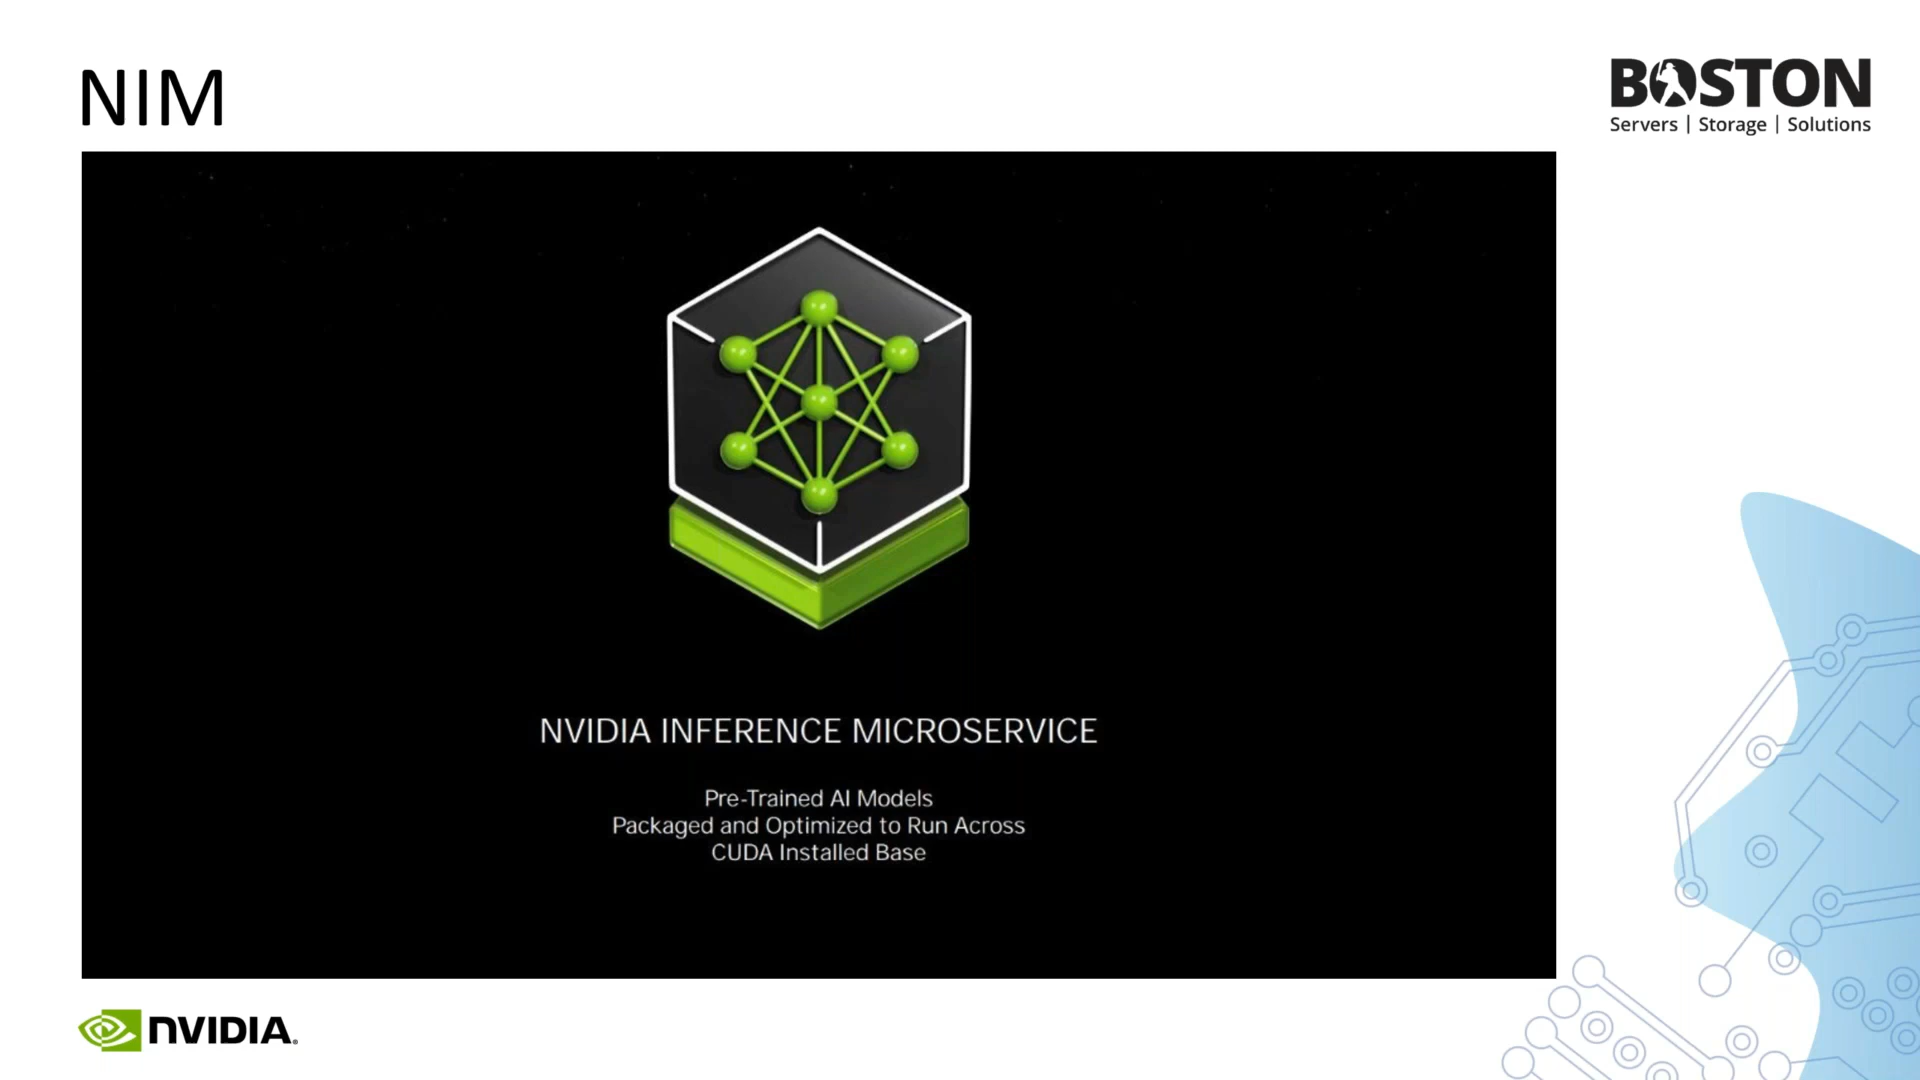 NIM
BOSTON
Servers | Storage | Solutions
NVIDIA INFERENCE MICROSERVICE
Pre-Trained AI Models
Packaged and Optimized to Run Across
CUDA Installed Base
NVIDIA.